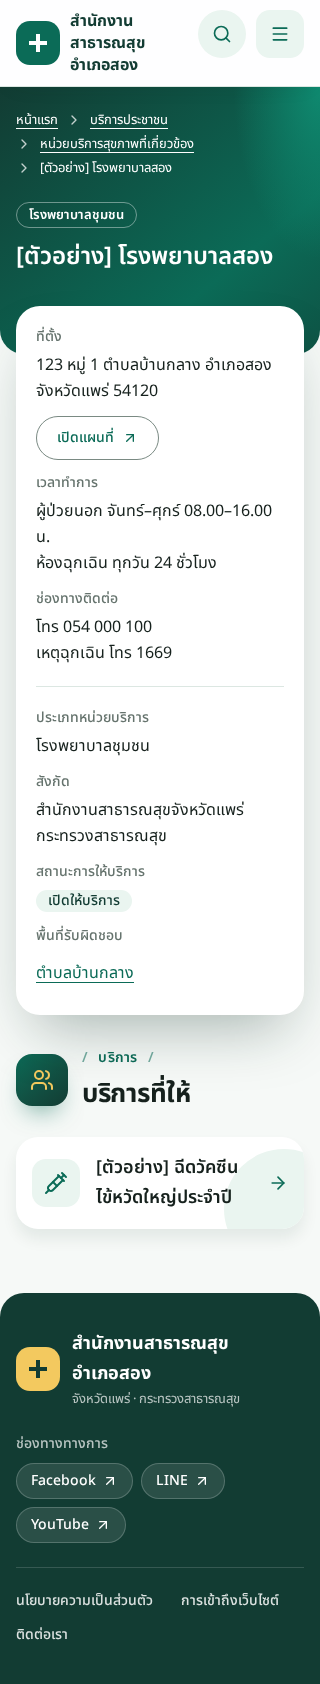 สำนักงาน
สาธารณสุข
อำเภอสอง
หน้าแรก > บริการประชาชน
> หน่วยบริการสุขภาพที่เกี่ยวข้อง
> [ตัวอย่าง] โรงพยาบาลสอง
โรงพยาบาลชุมชน
[ตัวอย่าง] โรงพยาบาลสอง
ที่ตั้ง
123 หมู่ 1 ตำบลบ้านกลาง อำเภอสอง
จังหวัดแพร่ 54120
เปิดแผนที่
เวลาทำการ
ผู้ป่วยนอก จันทร์–ศุกร์ 08.00–16.00
น.
ห้องฉุกเฉิน ทุกวัน 24 ชั่วโมง
ช่องทางติดต่อ
โทร 054 000 100
เหตุฉุกเฉิน โทร 1669
ประเภทหน่วยบริการ
โรงพยาบาลชุมชน
สังกัด
สำนักงานสาธารณสุขจังหวัดแพร่
กระทรวงสาธารณสุข
สถานะการให้บริการ
เปิดให้บริการ
พื้นที่รับผิดชอบ
ตำบลบ้านกลาง
/ บริการ /
บริการที่ให้
[ตัวอย่าง] ฉีดวัคซีน
ไข้หวัดใหญ่ประจำปี
สำนักงานสาธารณสุข
อำเภอสอง
จังหวัดแพร่ · กระทรวงสาธารณสุข
ช่องทางทางการ
Facebook LINE
YouTube
นโยบายความเป็นส่วนตัว การเข้าถึงเว็บไซต์
ติดต่อเรา